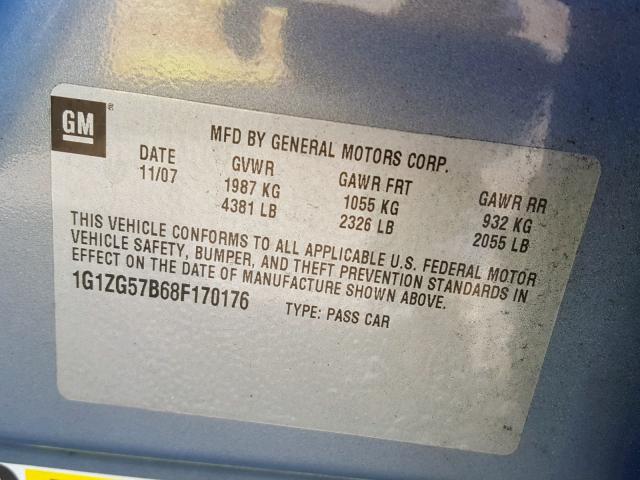 GM ®
MFD BY GENERAL MOTORS CORP.
DATE GVWR GAWR FRT GAWR RR
11/07 1987 KG 1055 KG 932 KG
4381 LB 2326 LB 2055 LB
THIS VEHICLE CONFORMS TO ALL APPLICABLE U.S. FEDERAL MOTOR
VEHICLE SAFETY, BUMPER, AND THEFT PREVENTION STANDARDS IN
EFFECT ON THE DATE OF MANUFACTURE SHOWN ABOVE.
1G1ZG57B68F170176 TYPE: PASS CAR